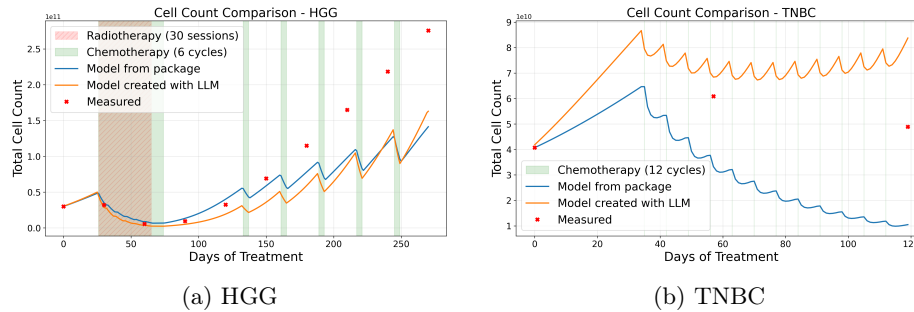 Cell Count Comparison - HGG
1e11
Radiotherapy (30 sessions)
Chemotherapy (6 cycles)
Model from package
Model created with LLM
Measured
2.5
2.0
1.5
1.0
0.5
0.0
Total Cell Count
0 50 100 150 200 250
Days of Treatment
(a) HGG
Cell Count Comparison - TNBC
1e10
9
8
7
6
5
4
3
2
1
Total Cell Count
Chemotherapy (12 cycles)
Model from package
Model created with LLM
Measured
0 20 40 60 80 100 12
Days of Treatment
(b) TNBC